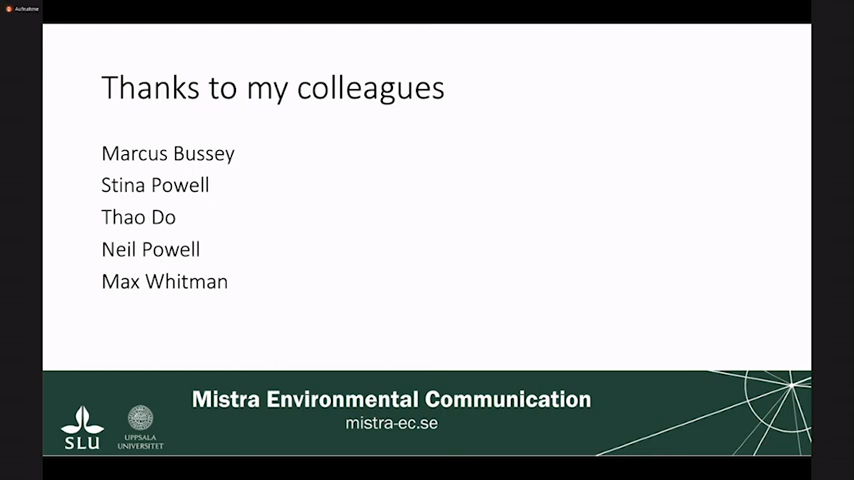 Aufnahme
Thanks to my colleagues
Marcus Bussey
Stina Powell
Thao Do
Neil Powell
Max Whitman
Mistra Environmental Communication
mistra-ec.se
SLU
UPPSALA
UNIVERSITET